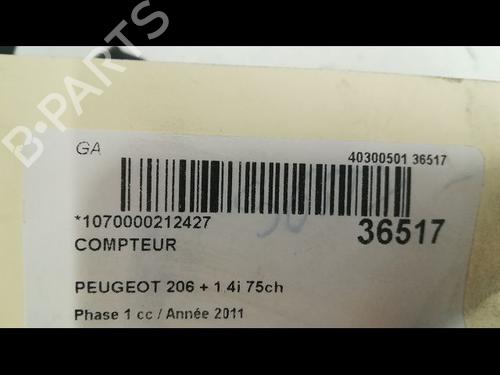 B-PARTS
GA
40300501 36517
*1070000212427
36517
COMPTEUR
PEUGEOT 206 + 1.4i 75ch
Phase 1 cc / Année 2011